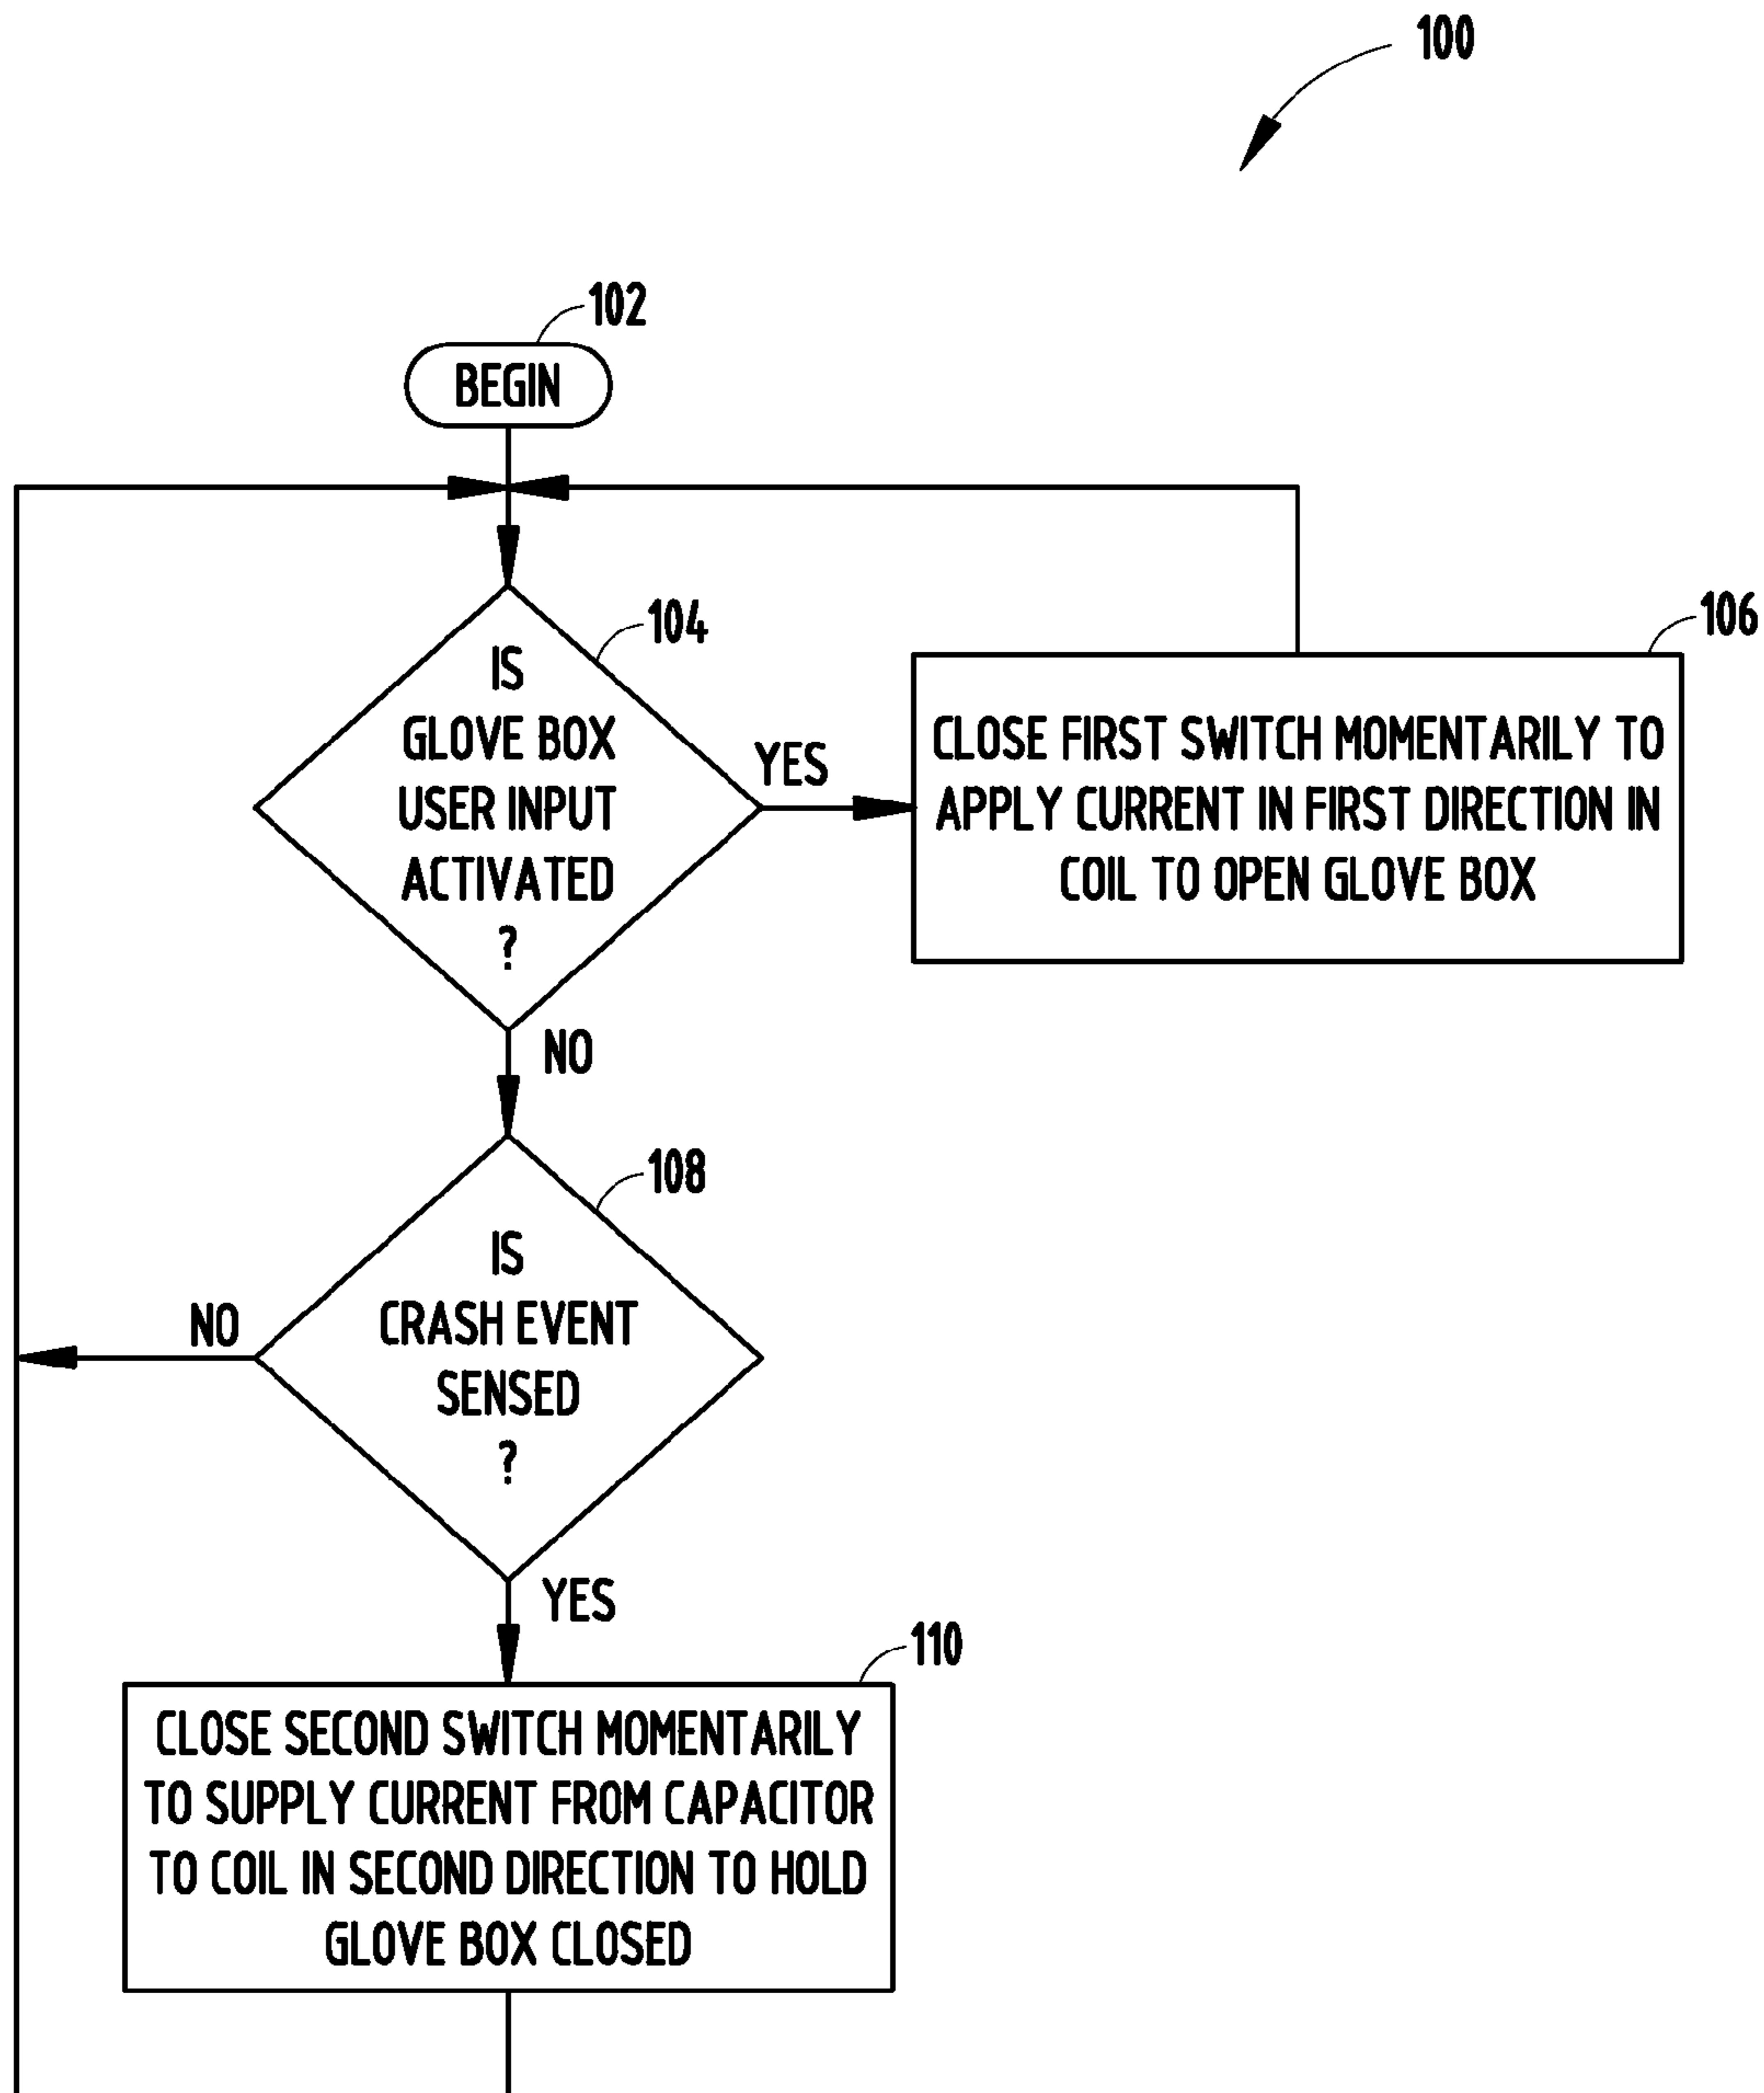 100
102
BEGIN
104
IS
GLOVE BOX
USER INPUT
ACTIVATED
?
YES
106
CLOSE FIRST SWITCH MOMENTARILY TO
APPLY CURRENT IN FIRST DIRECTION IN
COIL TO OPEN GLOVE BOX
NO
108
IS
CRASH EVENT
SENSED
?
NO
YES
110
CLOSE SECOND SWITCH MOMENTARILY
TO SUPPLY CURRENT FROM CAPACITOR
TO COIL IN SECOND DIRECTION TO HOLD
GLOVE BOX CLOSED